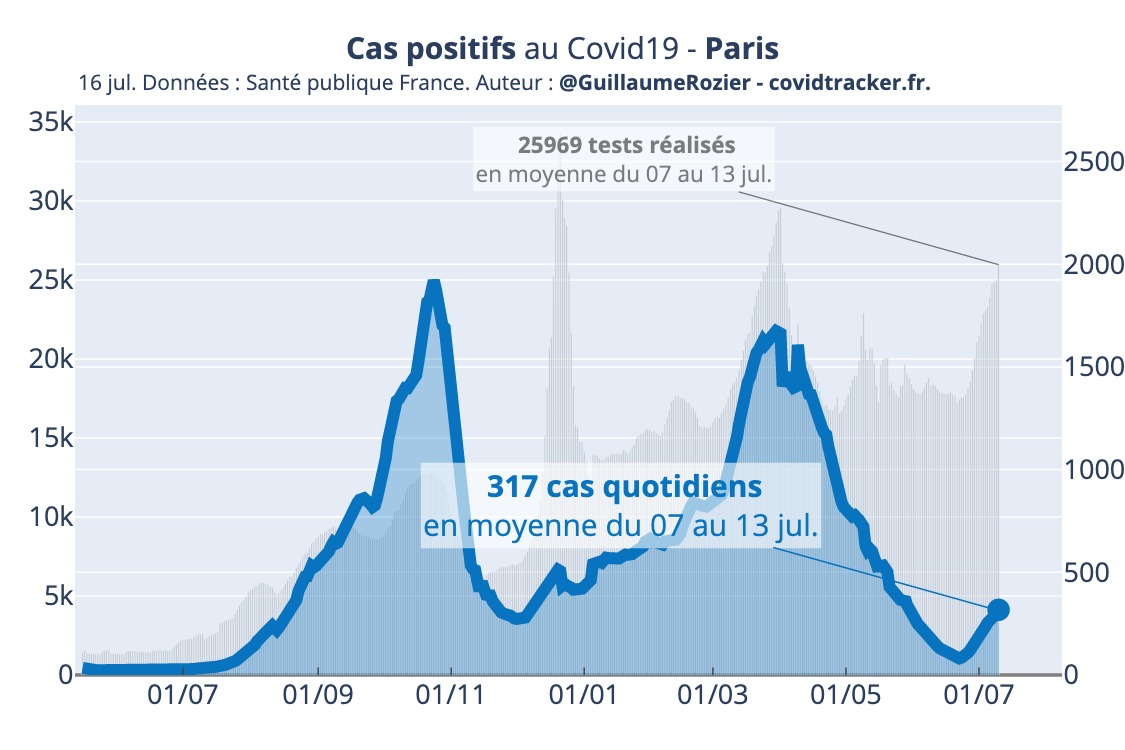 Cas positifs au Covid19 - Paris
16 jul. Données : Santé publique France. Auteur : @GuillaumeRozier - covidtracker.fr.
35k
25969 tests réalisés
en moyenne du 07 au 13 jul.
2500
30k
2000
25k
20k
1500
15k
1000
317 cas quotidiens
en moyenne du 07 au 13 jul.
10k
500
5k
0
0
01/07 01/09 01/11 01/01 01/03 01/05 01/07